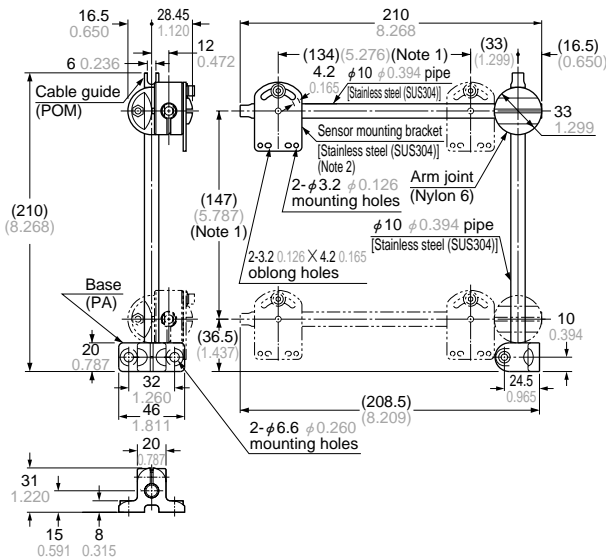 16.5
0.650
28.45
1.120
12
0.472
6 0.236
Cable guide
(POM)
(210)
(8.268)
Base
(PA)
20
0.787
32
1.260
46
1.811
2-φ6.6 φ0.260
mounting holes
210
8.268
(134)(5.276)(Note 1)
(33)
(1.299)
(16.5)
(0.650)
4.2
0.165
φ10 φ0.394 pipe
[Stainless steel (SUS304)]
33
1.299
Sensor mounting bracket
[Stainless steel (SUS304)]
(Note 2)
2-φ3.2 φ0.126
mounting holes
Arm joint
(Nylon 6)
(147)
(5.787)
(Note 1)
φ10 φ0.394 pipe
[Stainless steel (SUS304)]
2-3.2 0.126 X 4.2 0.165
oblong holes
(36.5)
(1.437)
10
0.394
24.5
0.965
(208.5)
(8.209)
20
0.787
31
1.220
15
0.591
8
0.315